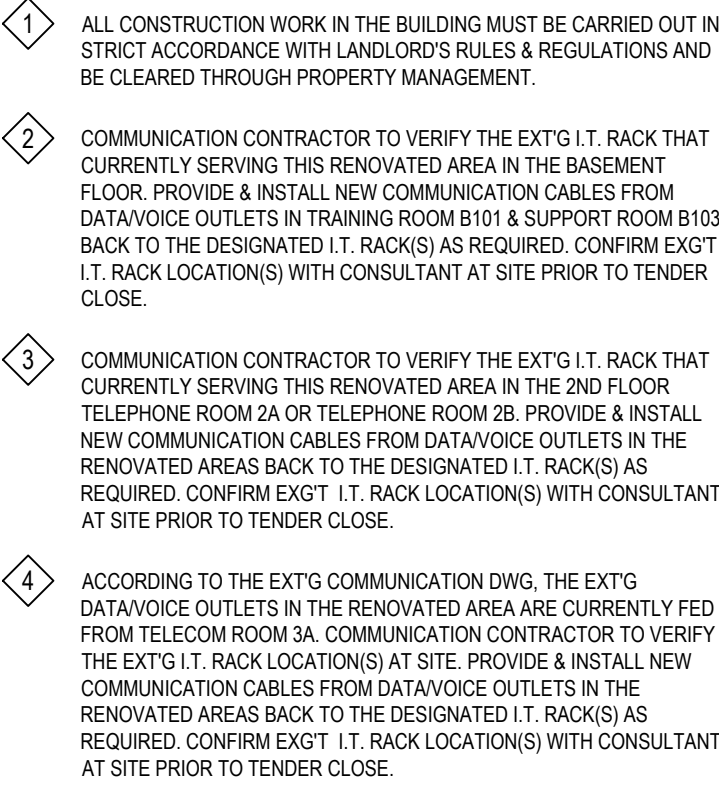 1 ALL CONSTRUCTION WORK IN THE BUILDING MUST BE CARRIED OUT IN
STRICT ACCORDANCE WITH LANDLORD'S RULES & REGULATIONS AND
BE CLEARED THROUGH PROPERTY MANAGEMENT.
2 COMMUNICATION CONTRACTOR TO VERIFY THE EXT'G I.T. RACK THAT
CURRENTLY SERVING THIS RENOVATED AREA IN THE BASEMENT
FLOOR. PROVIDE & INSTALL NEW COMMUNICATION CABLES FROM
DATA/VOICE OUTLETS IN TRAINING ROOM B101 & SUPPORT ROOM B103
BACK TO THE DESIGNATED I.T. RACK(S) AS REQUIRED. CONFIRM EXG'T
I.T. RACK LOCATION(S) WITH CONSULTANT AT SITE PRIOR TO TENDER
CLOSE.
3 COMMUNICATION CONTRACTOR TO VERIFY THE EXT'G I.T. RACK THAT
CURRENTLY SERVING THIS RENOVATED AREA IN THE 2ND FLOOR
TELEPHONE ROOM 2A OR TELEPHONE ROOM 2B. PROVIDE & INSTALL
NEW COMMUNICATION CABLES FROM DATA/VOICE OUTLETS IN THE
RENOVATED AREAS BACK TO THE DESIGNATED I.T. RACK(S) AS
REQUIRED. CONFIRM EXG'T I.T. RACK LOCATION(S) WITH CONSULTANT
AT SITE PRIOR TO TENDER CLOSE.
4 ACCORDING TO THE EXT'G COMMUNICATION DWG, THE EXT'G
DATA/VOICE OUTLETS IN THE RENOVATED AREA ARE CURRENTLY FED
FROM TELECOM ROOM 3A. COMMUNICATION CONTRACTOR TO VERIFY
THE EXT'G I.T. RACK LOCATION(S) AT SITE. PROVIDE & INSTALL NEW
COMMUNICATION CABLES FROM DATA/VOICE OUTLETS IN THE
RENOVATED AREAS BACK TO THE DESIGNATED I.T. RACK(S) AS
REQUIRED. CONFIRM EXG'T I.T. RACK LOCATION(S) WITH CONSULTANT
AT SITE PRIOR TO TENDER CLOSE.